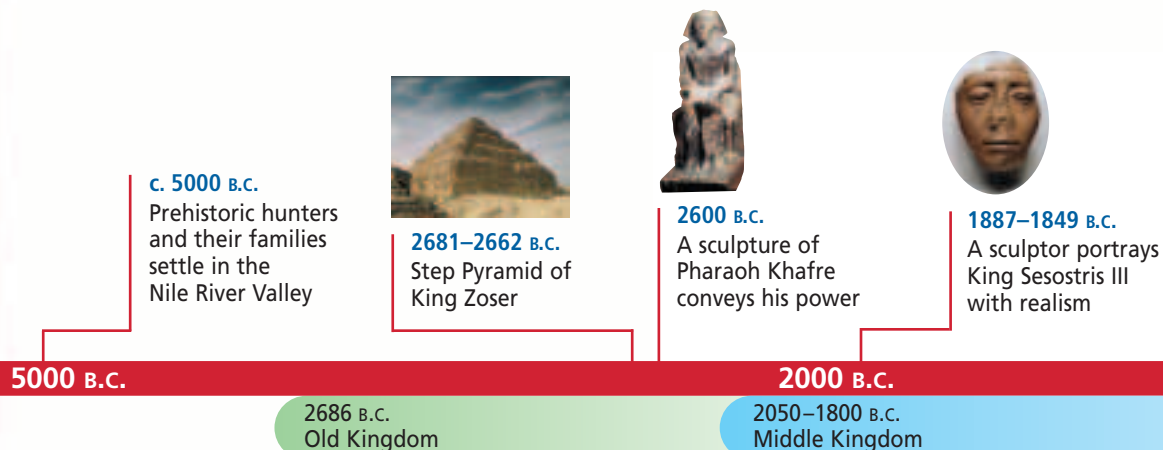 c. 5000 B.C.
Prehistoric hunters
and their families
settle in the
Nile River Valley
2681–2662 B.C.
Step Pyramid of
King Zoser
2600 B.C.
A sculpture of
Pharaoh Khafre
conveys his power
1887–1849 B.C.
A sculptor portrays
King Sesostris III
with realism
5000 B.C.
2000 B.C.
2686 B.C.
Old Kingdom
2050–1800 B.C.
Middle Kingdom